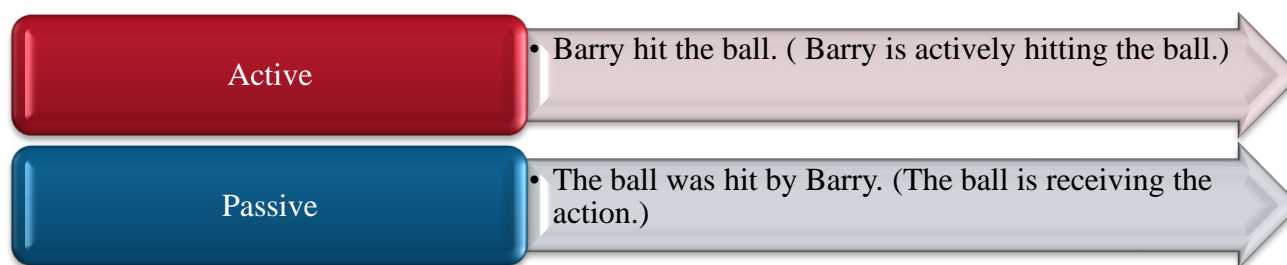 Active
• Barry hit the ball. ( Barry is actively hitting the ball.)
Passive
• The ball was hit by Barry. (The ball is receiving the
action.)